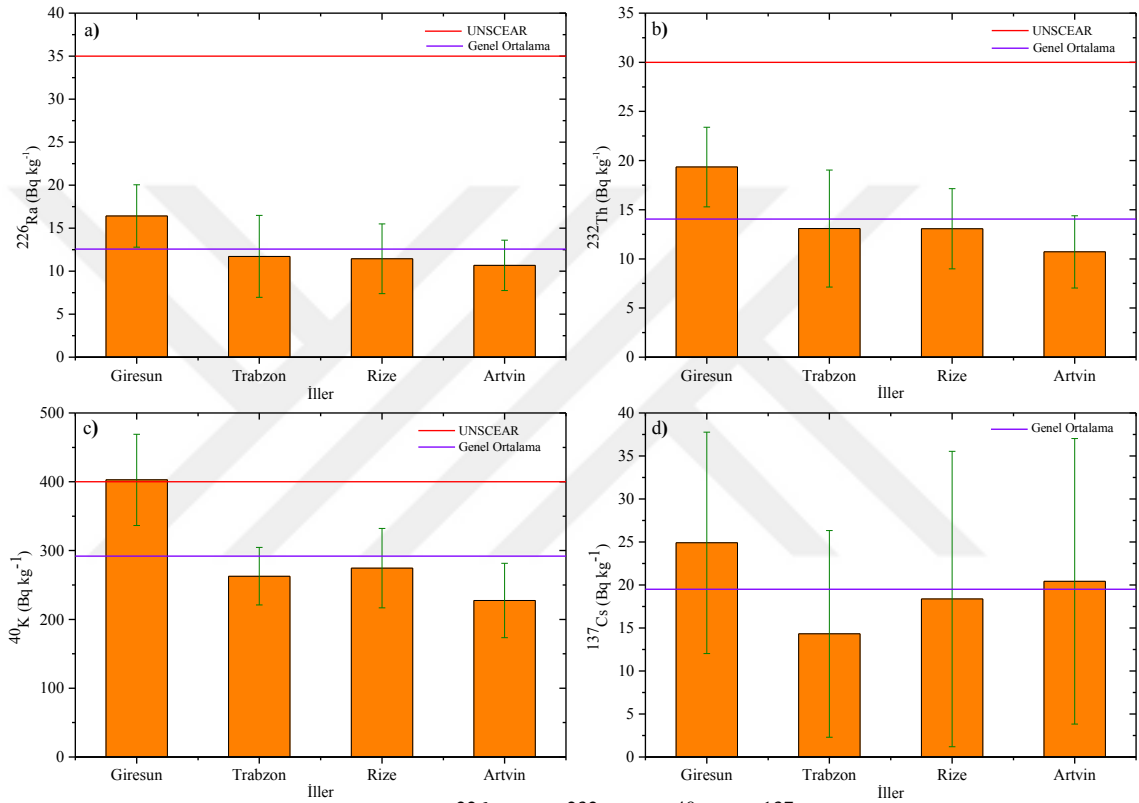 a)
UNSCEAR
Genel Ortalama
40
35
30
25
20
15
10
5
0
²²⁶Ra (Bq kg⁻¹)
Giresun Trabzon Rize Artvin
İller
b)
UNSCEAR
Genel Ortalama
35
30
25
20
15
10
5
0
²³²Th (Bq kg⁻¹)
Giresun Trabzon Rize Artvin
İller
c)
UNSCEAR
Genel Ortalama
500
400
300
200
100
0
⁴⁰K (Bq kg⁻¹)
Giresun Trabzon Rize Artvin
İller
d)
Genel Ortalama
40
35
30
25
20
15
10
5
0
¹³⁷Cs (Bq kg⁻¹)
Giresun Trabzon Rize Artvin
İller